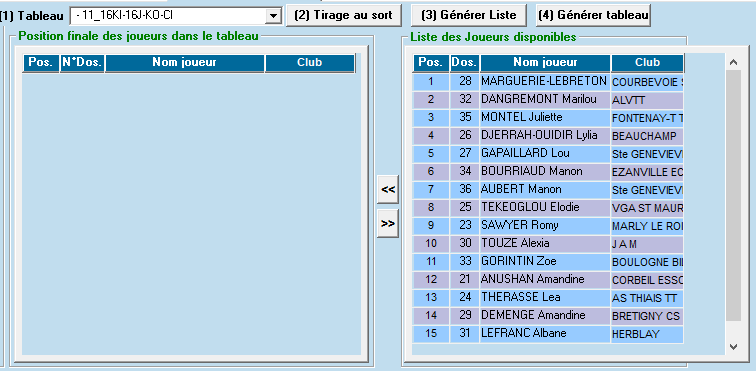 (1) Tableau - 11_16KI-16J-KO-CI (2) Tirage au sort (3) Générer Liste (4) Générer tableau
Position finale des joueurs dans le tableau
Pos. N°Dos. Nom joueur Club
<<
>>
Liste des Joueurs disponibles
Pos. Dos. Nom joueur Club
1 28 MARGUERIE-LEBRETON COURBEVOIE
2 32 DANGREMONT Marilou ALVTT
3 35 MONTEL Juliette FONTENAY-T T
4 26 DJERRAH-OUIDIR Lylia BEAUCHAMP
5 27 GAPAILLARD Lou Ste GENEVIEV
6 34 BOURRIAUD Manon EZANVILLE EC
7 36 AUBERT Manon Ste GENEVIEV
8 25 TEKEOGLOU Elodie VGA ST MAUR
9 23 SAWYER Romy MARLY LE ROI
10 30 TOUZE Alexia J A M
11 33 GORINTIN Zoe BOULOGNE BI
12 21 ANUSHAN Amandine CORBEIL ESSO
13 24 THERASSE Lea AS THIAIS TT
14 29 DEMENGE Amandine BRETIGNY CS
15 31 LEFRANC Albane HERBLAY